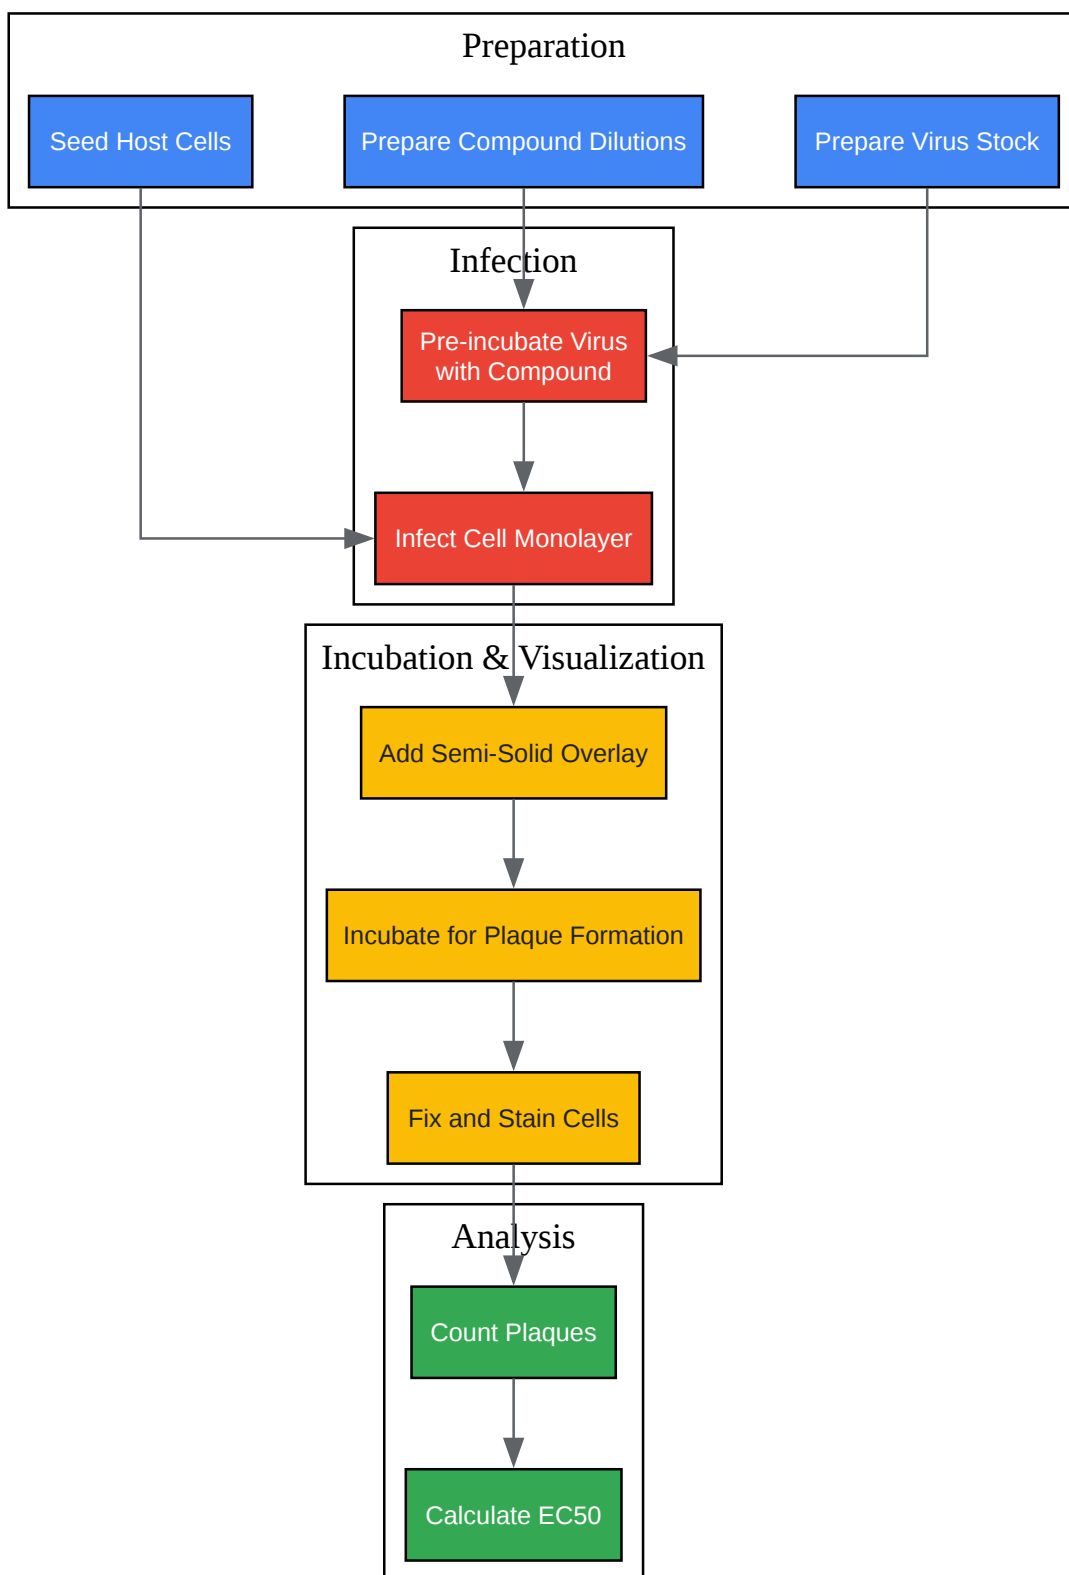 Preparation
Seed Host Cells
Prepare Compound Dilutions
Prepare Virus Stock
Infection
Pre-incubate Virus
with Compound
Infect Cell Monolayer
Incubation & Visualization
Add Semi-Solid Overlay
Incubate for Plaque Formation
Fix and Stain Cells
Analysis
Count Plaques
Calculate EC50